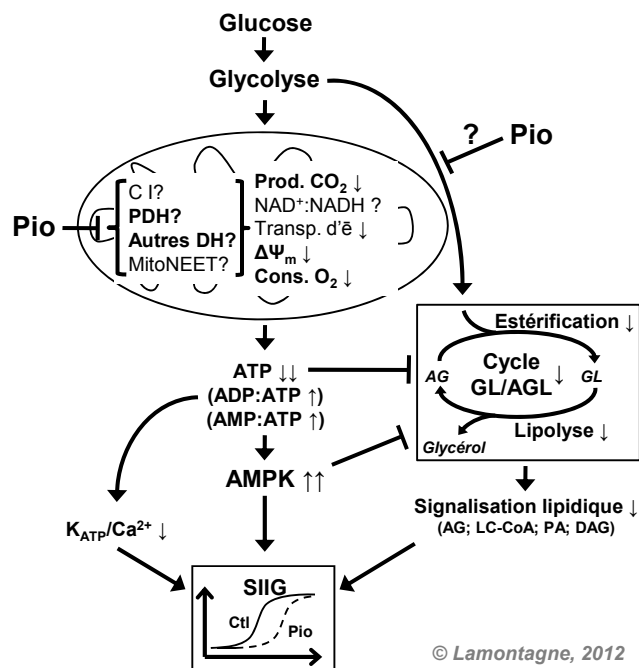 Glucose
Glycolyse
?
Pio
Pio
C I?
PDH?
Autres DH?
MitoNEET?
Prod. CO₂ ↓
NAD⁺:NADH ?
Transp. d'ē ↓
ΔΨₘ ↓
Cons. O₂ ↓
ATP ↓↓
(ADP:ATP ↑)
(AMP:ATP ↑)
AMPK ↑↑
Estérification ↓
AG
Cycle
GL/AGL ↓
GL
Lipolyse ↓
Glycérol
Signalisation lipidique ↓
(AG; LC-CoA; PA; DAG)
K_ATP/Ca²⁺ ↓
SIIG
Ctl
Pio
© Lamontagne, 2012